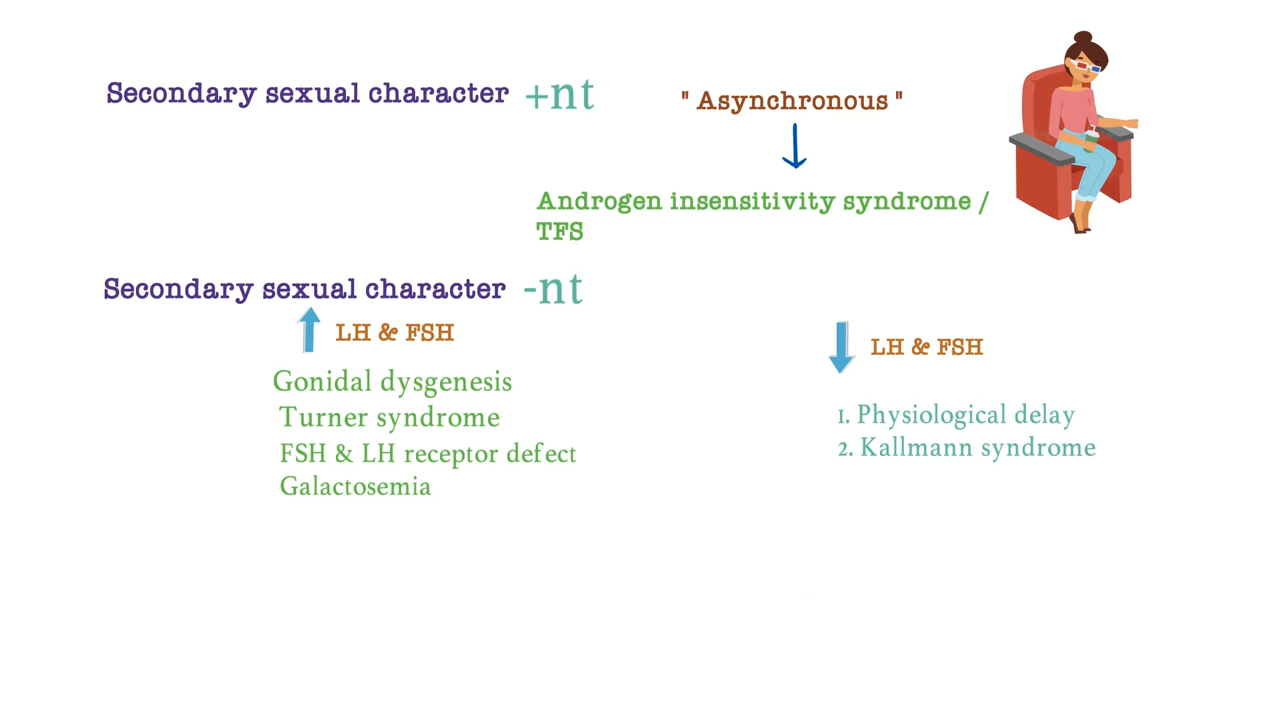 Secondary sexual character +nt
" Asynchronous "
Androgen insensitivity syndrome /
TFS
Secondary sexual character -nt
LH & FSH
Gonidal dysgenesis
Turner syndrome
FSH & LH receptor defect
Galactosemia
LH & FSH
1. Physiological delay
2. Kallmann syndrome